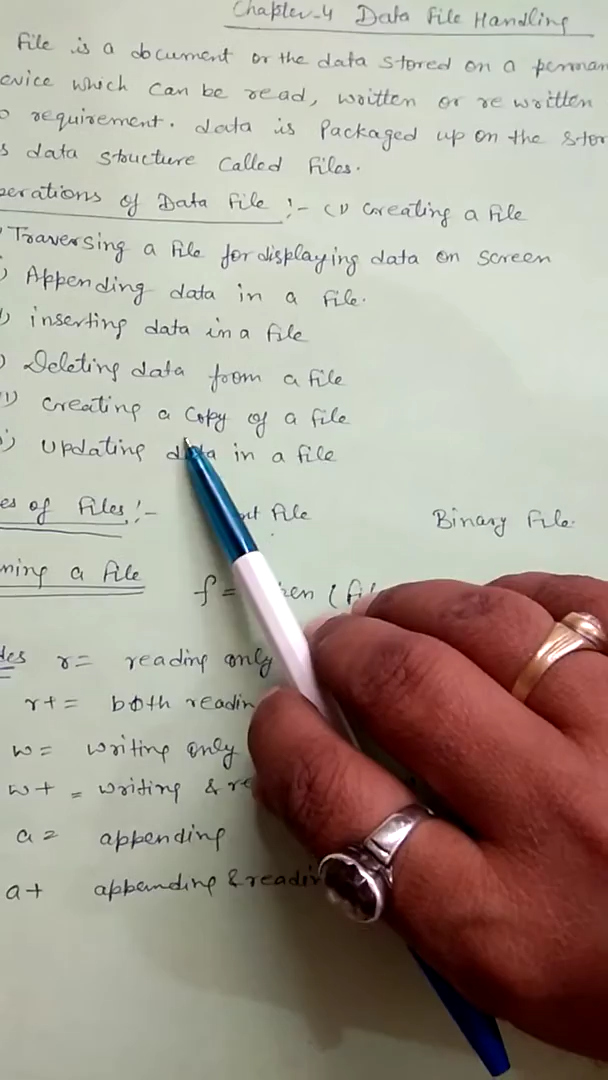 Chapter-4 Data File Handling
File is a document or the data stored on a perman
evice which can be read, written or re written
o requirement. data is Packaged up on the stor
s data structure called Files.
perations of Data File :- (i) Creating a File
Traversing a File for displaying data on screen
) Appending data in a File.
) inserting data in a File
) Deleting data from a File
) Creating a Copy of a File
) Updating data in a File
es of Files :- File Binary File.
ning a File f = (
des r = reading only
r+ = both readin
w = writing only
w+ = writing & re
a = appending
a+ appending & readin